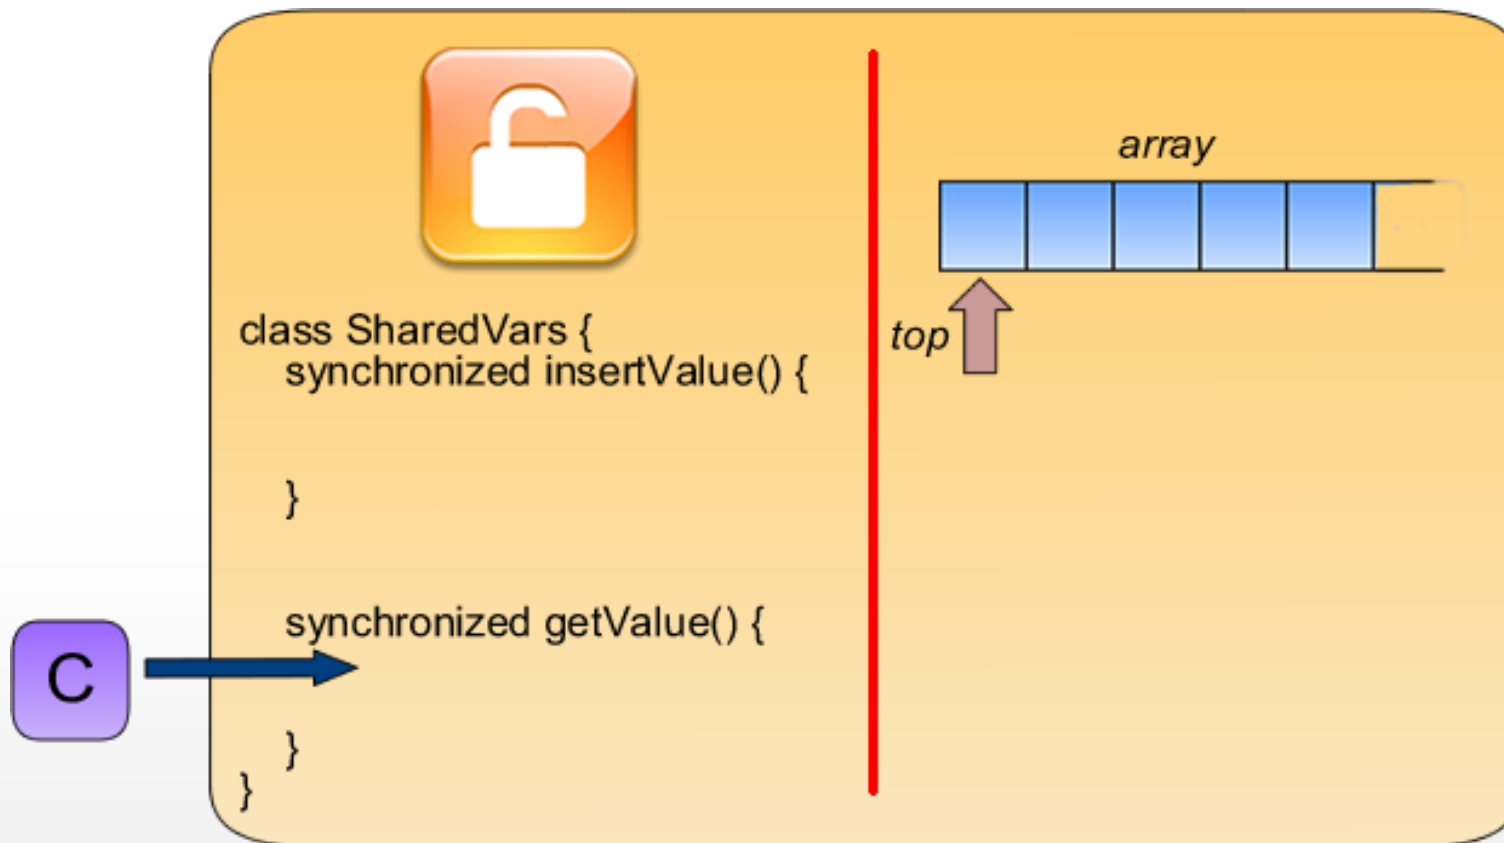 class SharedVars {
synchronized insertValue() {
}
synchronized getValue() {
}
}
C
array
...
top